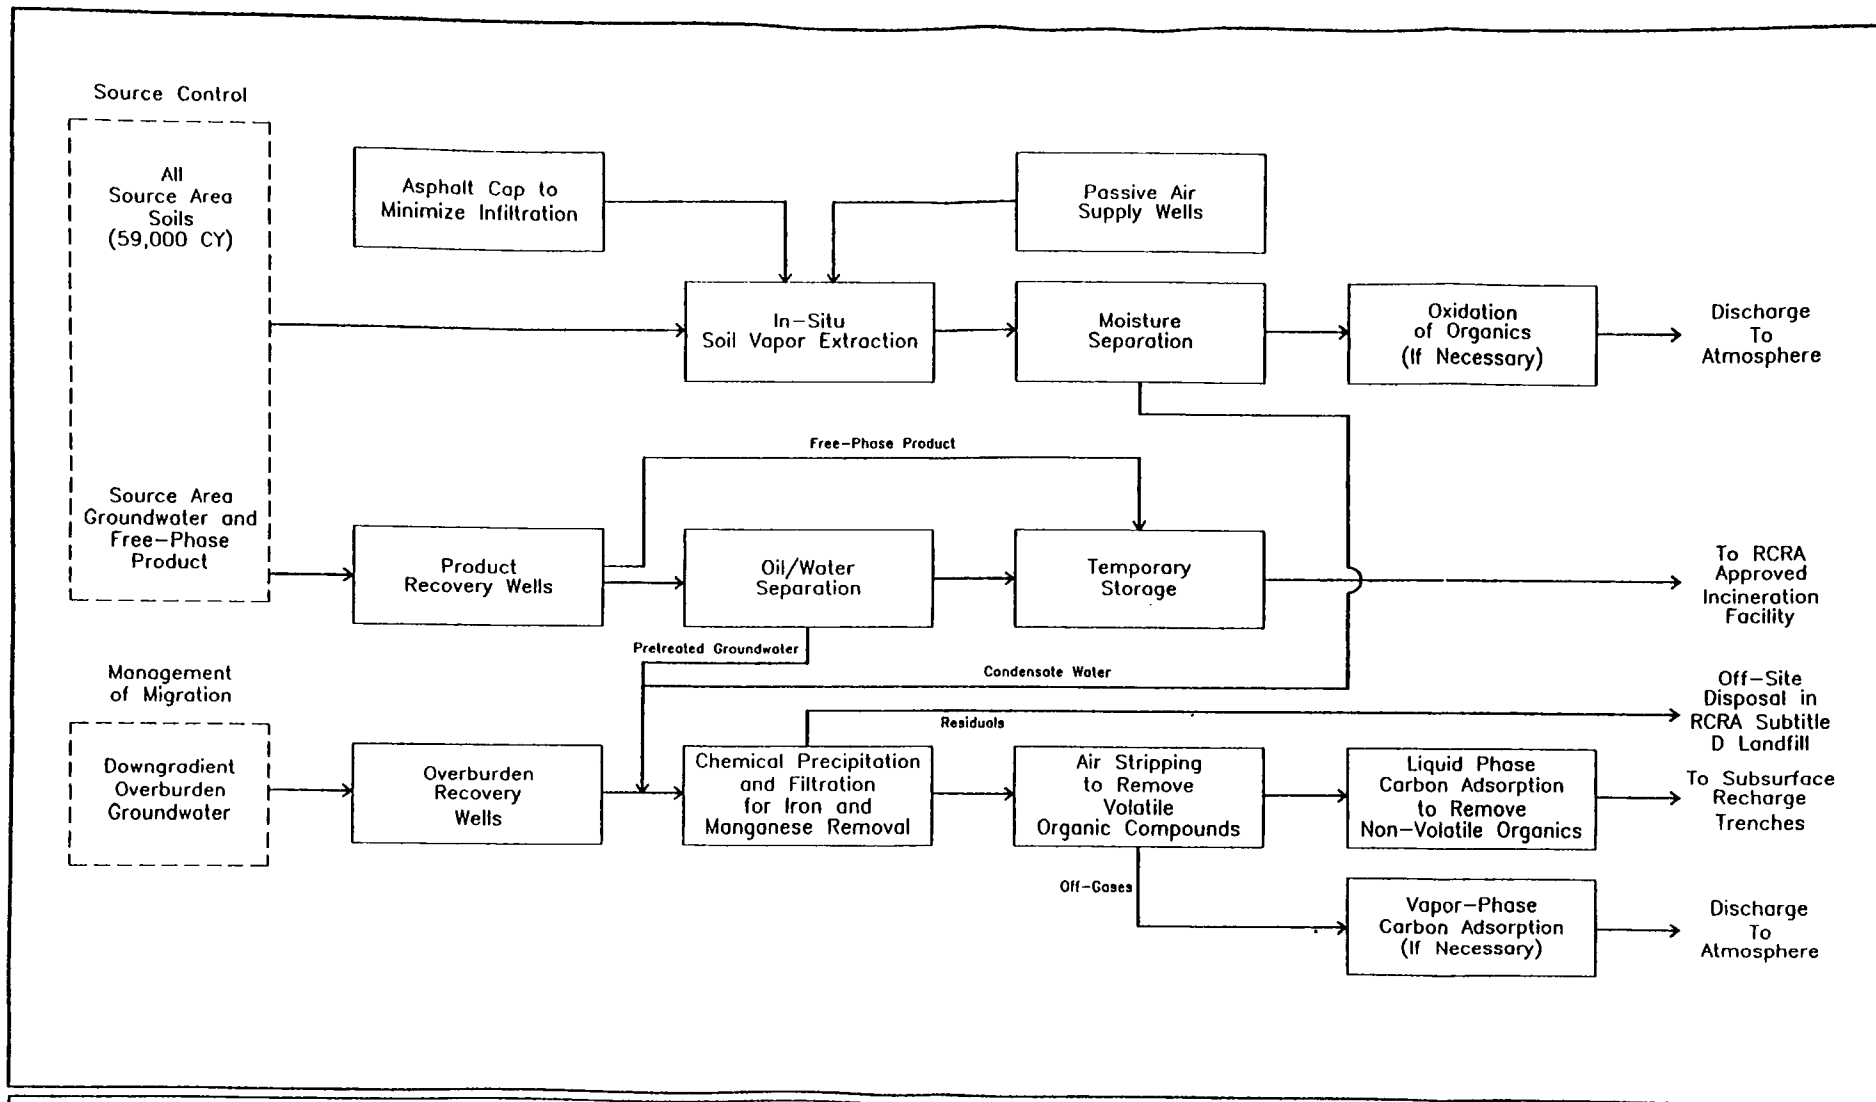 Source Control
All
Source Area
Soils
(59,000 CY)
Asphalt Cap to
Minimize Infiltration
Passive Air
Supply Wells
In-Situ
Soil Vapor Extraction
Moisture
Separation
Oxidation
of Organics
(If Necessary)
Discharge
To
Atmosphere
Free-Phase Product
Source Area
Groundwater and
Free-Phase
Product
Product
Recovery Wells
Oil/Water
Separation
Temporary
Storage
To RCRA
Approved
Incineration
Facility
Pretreated Groundwater
Condensate Water
Management
of Migration
Residuals
Off-Site
Disposal in
RCRA Subtitle
D Landfill
Downgradient
Overburden
Groundwater
Overburden
Recovery
Wells
Chemical Precipitation
and Filtration
for Iron and
Manganese Removal
Air Stripping
to Remove
Volatile
Organic Compounds
Liquid Phase
Carbon Adsorption
to Remove
Non-Volatile Organics
To Subsurface
Recharge
Trenches
Off-Gases
Vapor-Phase
Carbon Adsorption
(If Necessary)
Discharge
To
Atmosphere